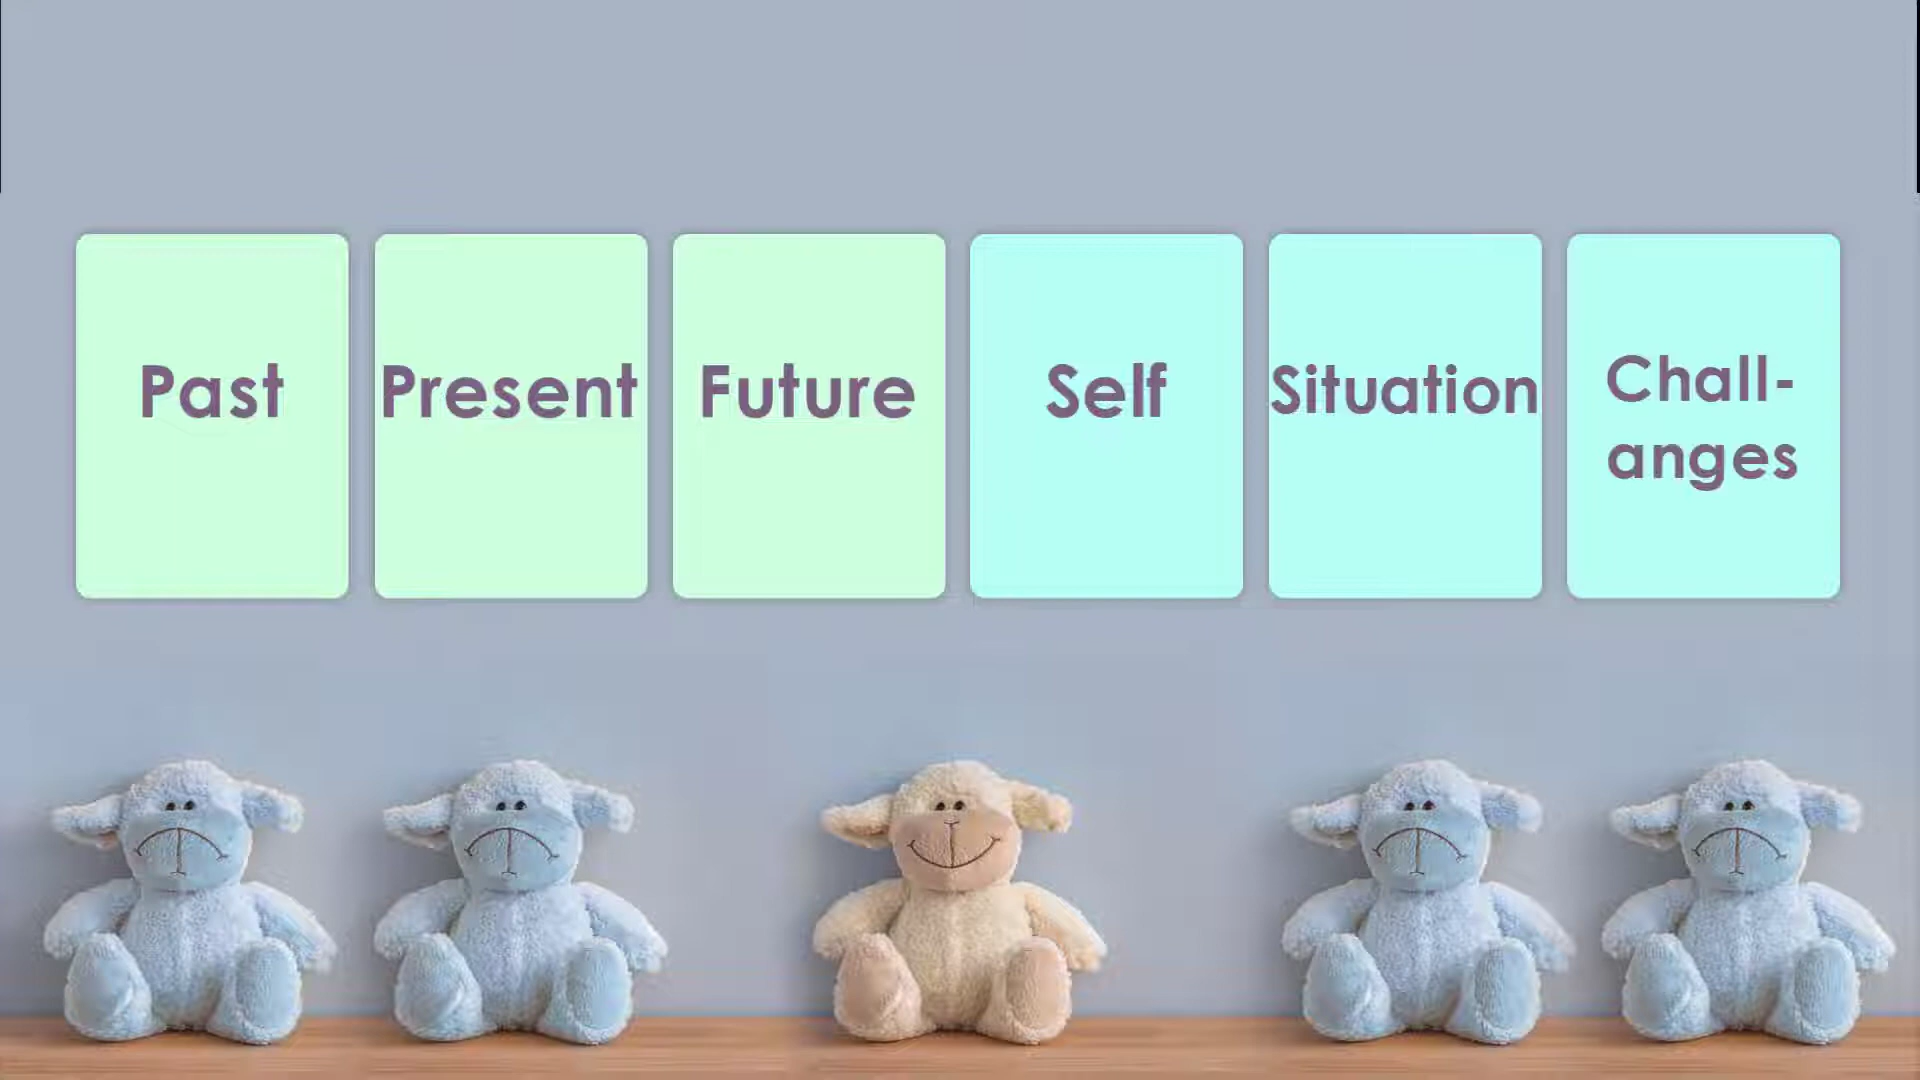 Past
Present
Future
Self
Situation
Chall-
anges